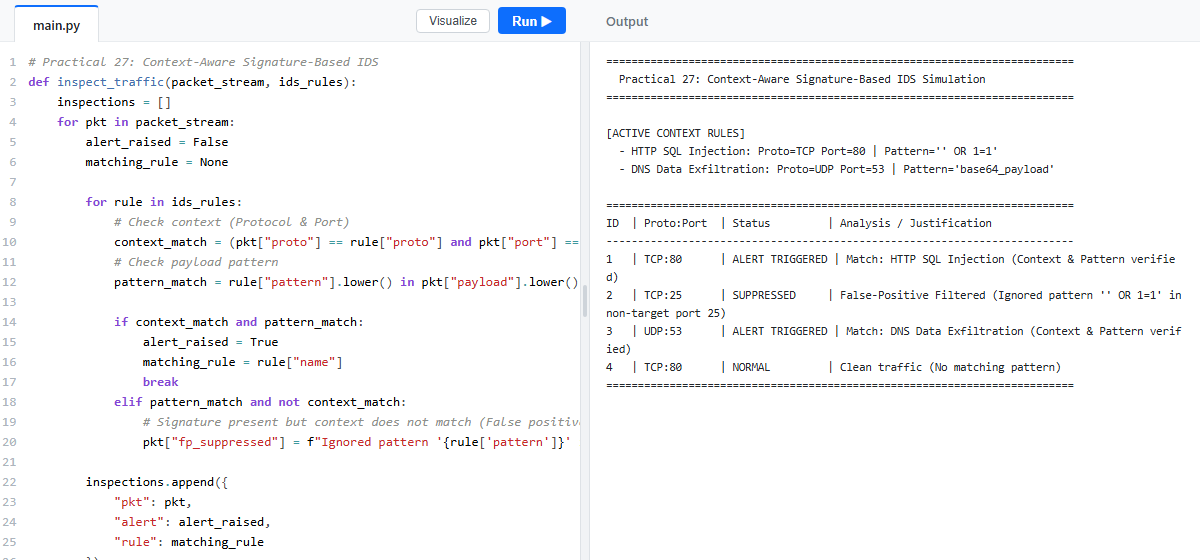 main.py
Visualize
Run ▶
Output
1 # Practical 27: Context-Aware Signature-Based IDS
2 def inspect_traffic(packet_stream, ids_rules):
3     inspections = []
4     for pkt in packet_stream:
5         alert_raised = False
6         matching_rule = None
7
8         for rule in ids_rules:
9             # Check context (Protocol & Port)
10             context_match = (pkt["proto"] == rule["proto"] and pkt["port"] ==
11             # Check payload pattern
12             pattern_match = rule["pattern"].lower() in pkt["payload"].lower()
13
14             if context_match and pattern_match:
15                 alert_raised = True
16                 matching_rule = rule["name"]
17                 break
18             elif pattern_match and not context_match:
19                 # Signature present but context does not match (False positiv
20                 pkt["fp_suppressed"] = f"Ignored pattern '{rule['pattern']}'
21
22         inspections.append({
23             "pkt": pkt,
24             "alert": alert_raised,
25             "rule": matching_rule
==========================================================================
  Practical 27: Context-Aware Signature-Based IDS Simulation
==========================================================================
[ACTIVE CONTEXT RULES]
  - HTTP SQL Injection: Proto=TCP Port=80 | Pattern='' OR 1=1'
  - DNS Data Exfiltration: Proto=UDP Port=53 | Pattern='base64_payload'
==========================================================================
ID  | Proto:Port  | Status         | Analysis / Justification
--------------------------------------------------------------------------
1   | TCP:80      | ALERT TRIGGERED | Match: HTTP SQL Injection (Context & Pattern verifie
d)
2   | TCP:25      | SUPPRESSED     | False-Positive Filtered (Ignored pattern '' OR 1=1' in
non-target port 25)
3   | UDP:53      | ALERT TRIGGERED | Match: DNS Data Exfiltration (Context & Pattern verif
ied)
4   | TCP:80      | NORMAL         | Clean traffic (No matching pattern)
==========================================================================